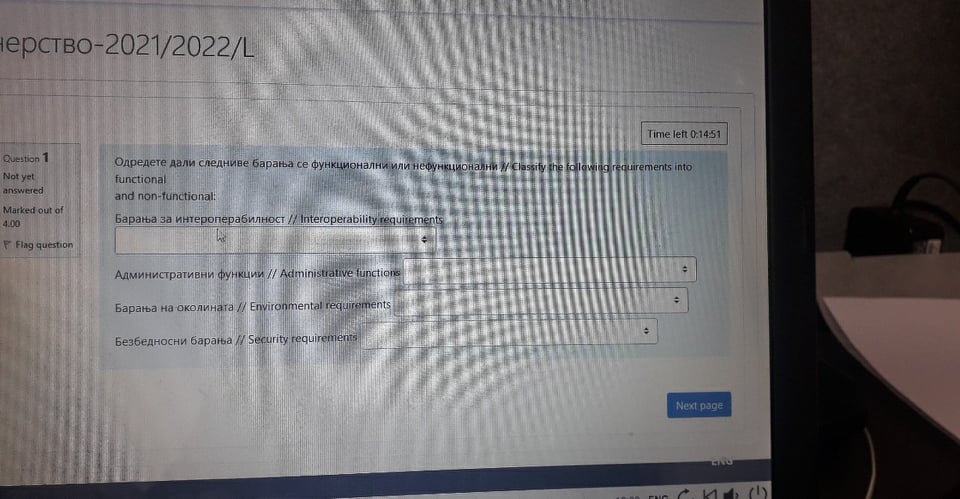 нерство-2021/2022/L
Time left 0:14:51
Question 1
Not yet
answered
Marked out of
4.00
Flag question
Одредете дали следниве барања се функционални или нефункционални // Classify the following requirements into
functional
and non-functional:
Барања за интероперабилност // Interoperability requirements
Административни функции // Administrative functions
Барања на околината // Environmental requirements
Безбедносни барања // Security requirements
Next page
ENG
ENG